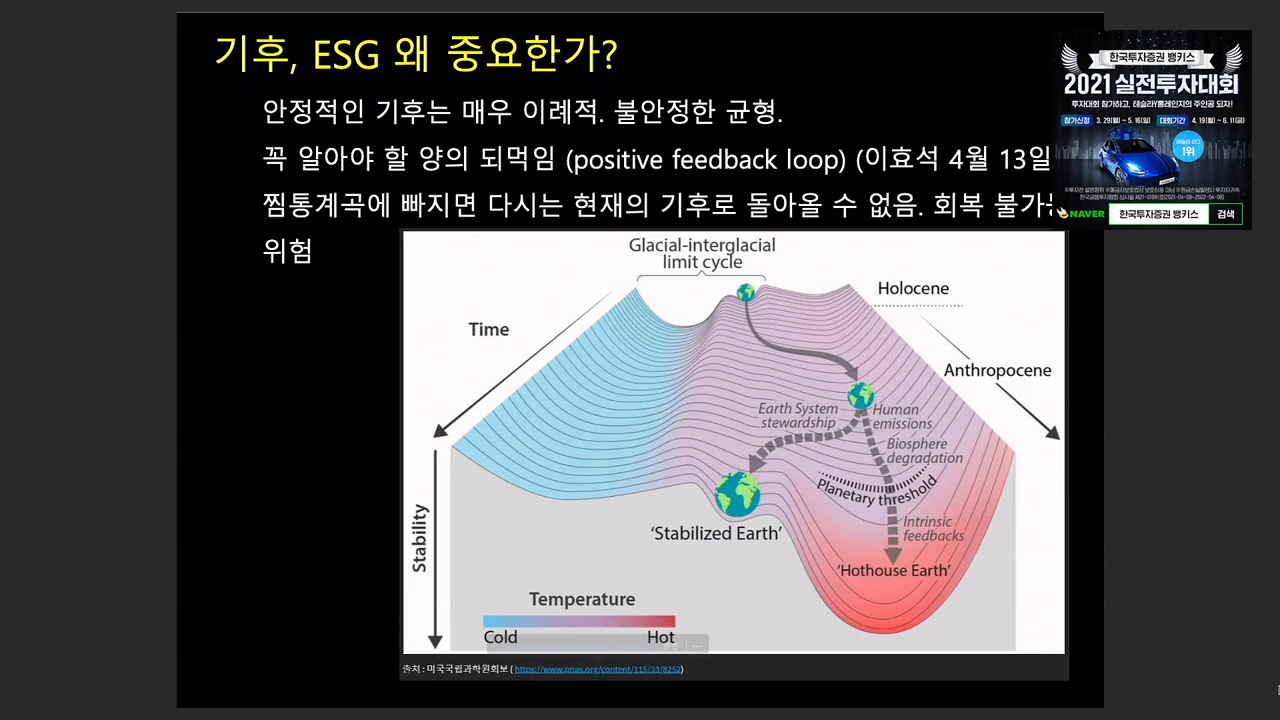 기후, ESG 왜 중요한가?
안정적인 기후는 매우 이례적. 불안정한 균형.
꼭 알아야 할 양의 되먹임 (positive feedback loop) (이효석 4월 13일
찜통계곡에 빠지면 다시는 현재의 기후로 돌아올 수 없음. 회복 불가
위험
한국투자증권 뱅키스
2021 실전투자대회
투자대회 참가하고, 테슬라Y플레인지의 주인공 되자!
참가신청 3. 29(월) ~ 5. 16(일) 대회기간 4. 19(월) ~ 6. 11(금)
1위
NAVER 한국투자증권 뱅키스 검색
Glacial-interglacial
limit cycle
Holocene
Time
Anthropocene
Earth System
stewardship
Human
emissions
Biosphere
degradation
Planetary threshold
Intrinsic
feedbacks
'Stabilized Earth'
'Hothouse Earth'
Stability
Temperature
Cold Hot
출처 : 미국국립과학원회보 ( https://www.pnas.org/content/115/33/8252)